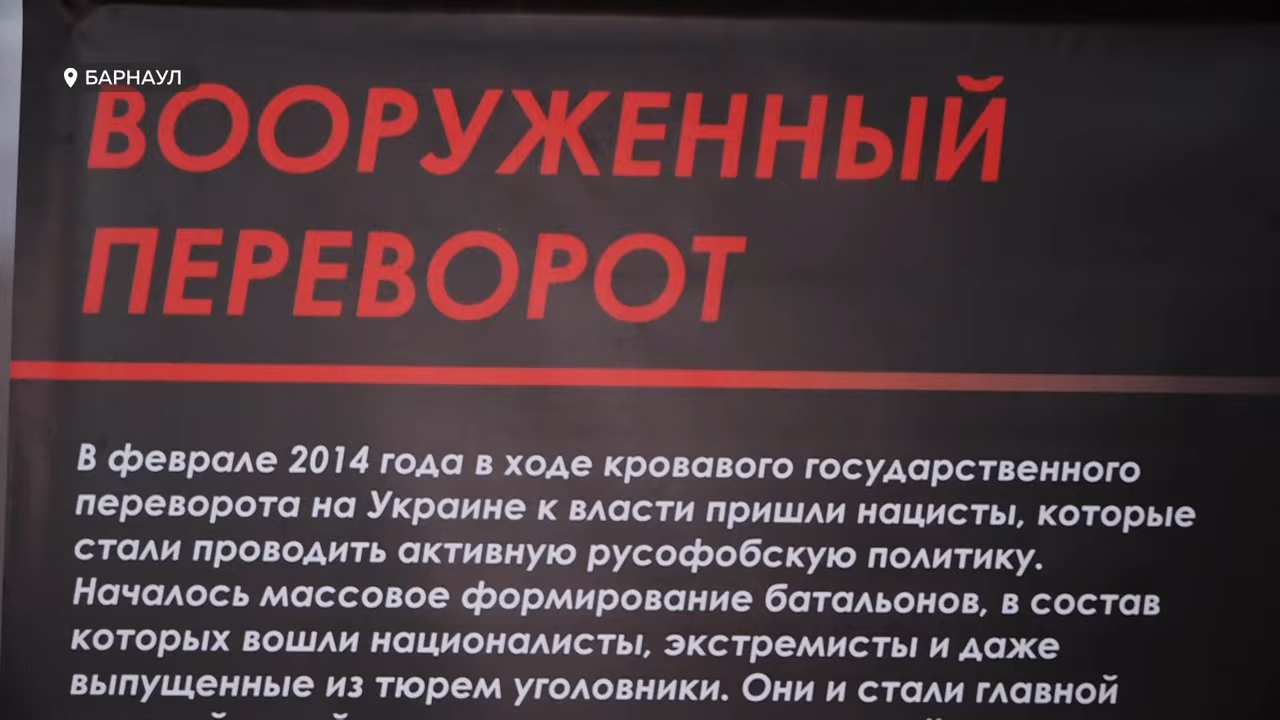 БАРНАУЛ
ВООРУЖЕННЫЙ
ПЕРЕВОРОТ
В феврале 2014 года в ходе кровавого государственного
переворота на Украине к власти пришли нацисты, которые
стали проводить активную русофобскую политику.
Началось массовое формирование батальонов, в состав
которых вошли националисты, экстремисты и даже
выпущенные из тюрем уголовники. Они и стали главной